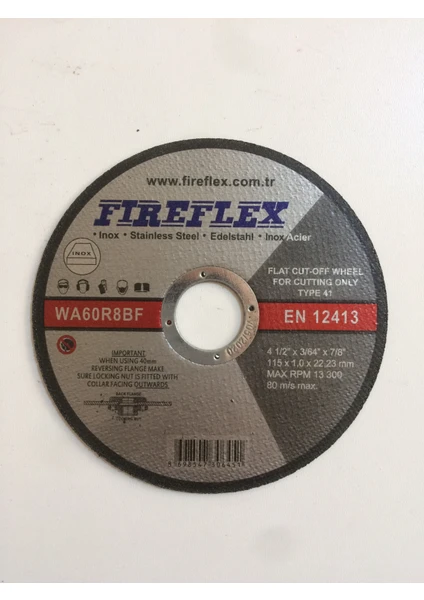 www.fireflex.com.tr
FIREFLEX
• Inox • Stainless Steel • Edelstahl • Inox Acier
INOX
FLAT CUT-OFF WHEEL
FOR CUTTING ONLY
TYPE 41
WA60R8BF
EN 12413
IMPORTANT
WHEN USING 40mm
REVERSING FLANGE MAKE
SURE LOCKING NUT IS FITTED WITH
COLLAR FACING OUTWARDS
4 1/2" x 3/64" x 7/8"
115 x 1.0 x 22,23 mm
MAX RPM 13 300
80 m/s max.
BACK FLANGE